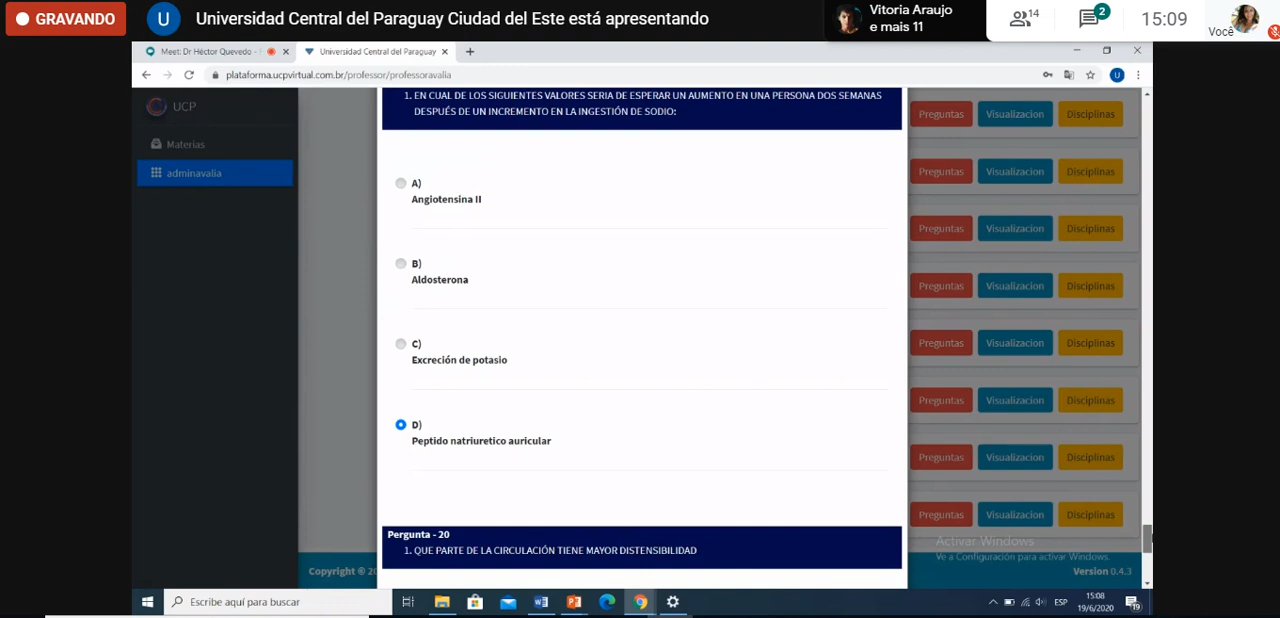 GRAVANDO
U
Universidad Central del Paraguay Ciudad del Este está apresentando
Vitoria Araujo
e mais 11
14
2
15:09
Você
Meet: Dr Héctor Quevedo -
Universidad Central del Paraguay
plataforma.ucpvirtual.com.br/professor/professoravalia
U
UCP
Materias
adminavalia
1. EN CUAL DE LOS SIGUIENTES VALORES SERIA DE ESPERAR UN AUMENTO EN UNA PERSONA DOS SEMANAS
DESPUÉS DE UN INCREMENTO EN LA INGESTIÓN DE SODIO:
A)
Angiotensina II
B)
Aldosterona
C)
Excreción de potasio
D)
Peptido natriuretico auricular
Pergunta - 20
1. QUE PARTE DE LA CIRCULACIÓN TIENE MAYOR DISTENSIBILIDAD
Preguntas Visualizacion Disciplinas
Preguntas Visualizacion Disciplinas
Preguntas Visualizacion Disciplinas
Preguntas Visualizacion Disciplinas
Preguntas Visualizacion Disciplinas
Preguntas Visualizacion Disciplinas
Preguntas Visualizacion Disciplinas
Preguntas Visualizacion Disciplinas
Activar Windows
Ve a Configuración para activar Windows.
Copyright © 20
Version 0.4.3
Escribe aquí para buscar
ESP
15:08
19/6/2020
19